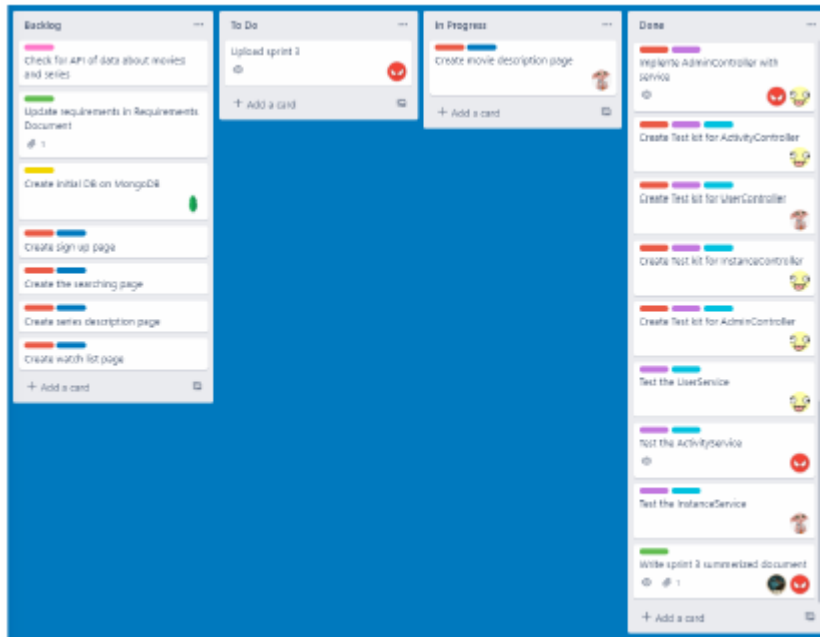 Backlog
Check for API of data about movies
and series
Update requirements in Requirements
Document
1
Create initial DB on MongoDB
Create sign up page
Create the searching page
Create series description page
Create watch list page
+ Add a card
To Do
Upload sprint 3
+ Add a card
In Progress
Create movie description page
+ Add a card
Done
Implente AdminController with
service
Create Test kit for ActivityController
Create Test kit for UserController
Create Test kit for InstanceController
Create Test kit for AdminController
Test the UserService
Test the ActivityService
Test the InstanceService
Write sprint 3 summarized document
1
+ Add a card